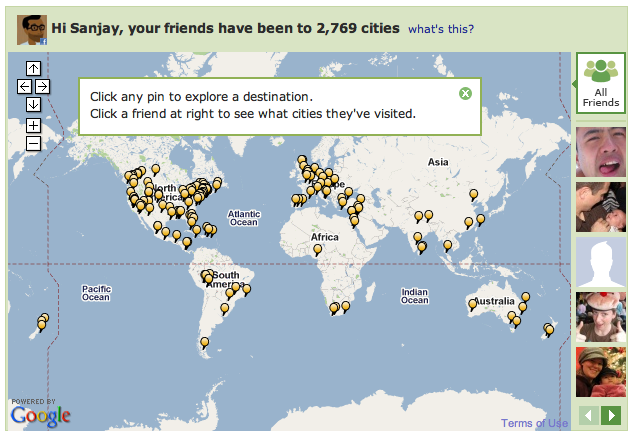 Hi Sanjay, your friends have been to 2,769 cities what's this?
Click any pin to explore a destination.
Click a friend at right to see what cities they've visited.
All
Friends
Asia
North
America
Atlantic
Ocean
Africa
South
America
Pacific
Ocean
Indian
Ocean
Australia
POWERED BY
Google
Terms of Use